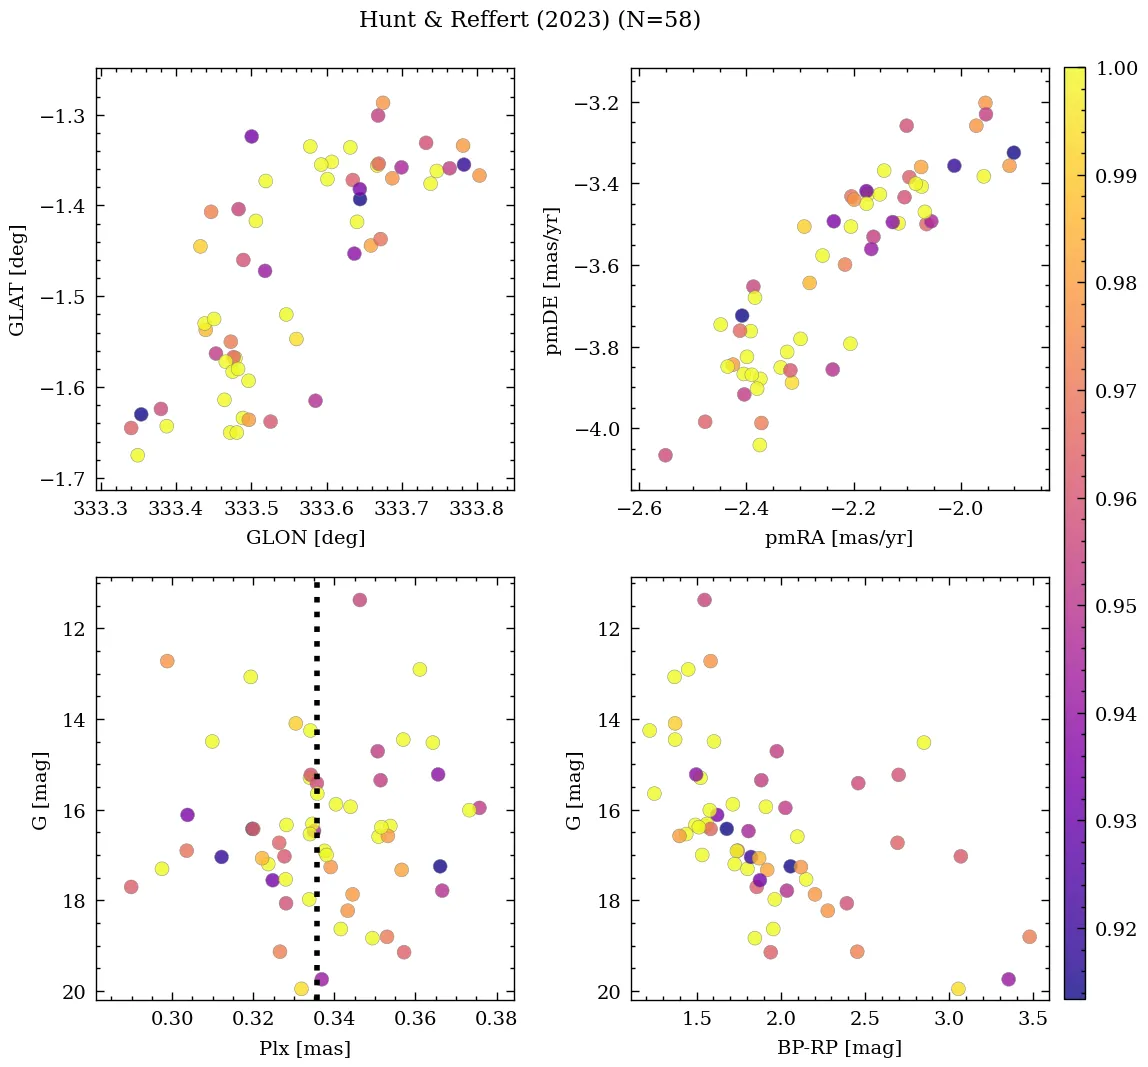 Hunt & Reffert (2023) (N=58)
−1.3
−1.4
−1.5
−1.6
−1.7
GLAT [deg]
333.3 333.4 333.5 333.6 333.7 333.8
GLON [deg]
−3.2
−3.4
−3.6
−3.8
−4.0
pmDE [mas/yr]
−2.6 −2.4 −2.2 −2.0
pmRA [mas/yr]
12
14
16
18
20
G [mag]
0.30 0.32 0.34 0.36 0.38
Plx [mas]
12
14
16
18
20
G [mag]
1.5 2.0 2.5 3.0 3.5
BP-RP [mag]
1.00
0.99
0.98
0.97
0.96
0.95
0.94
0.93
0.92